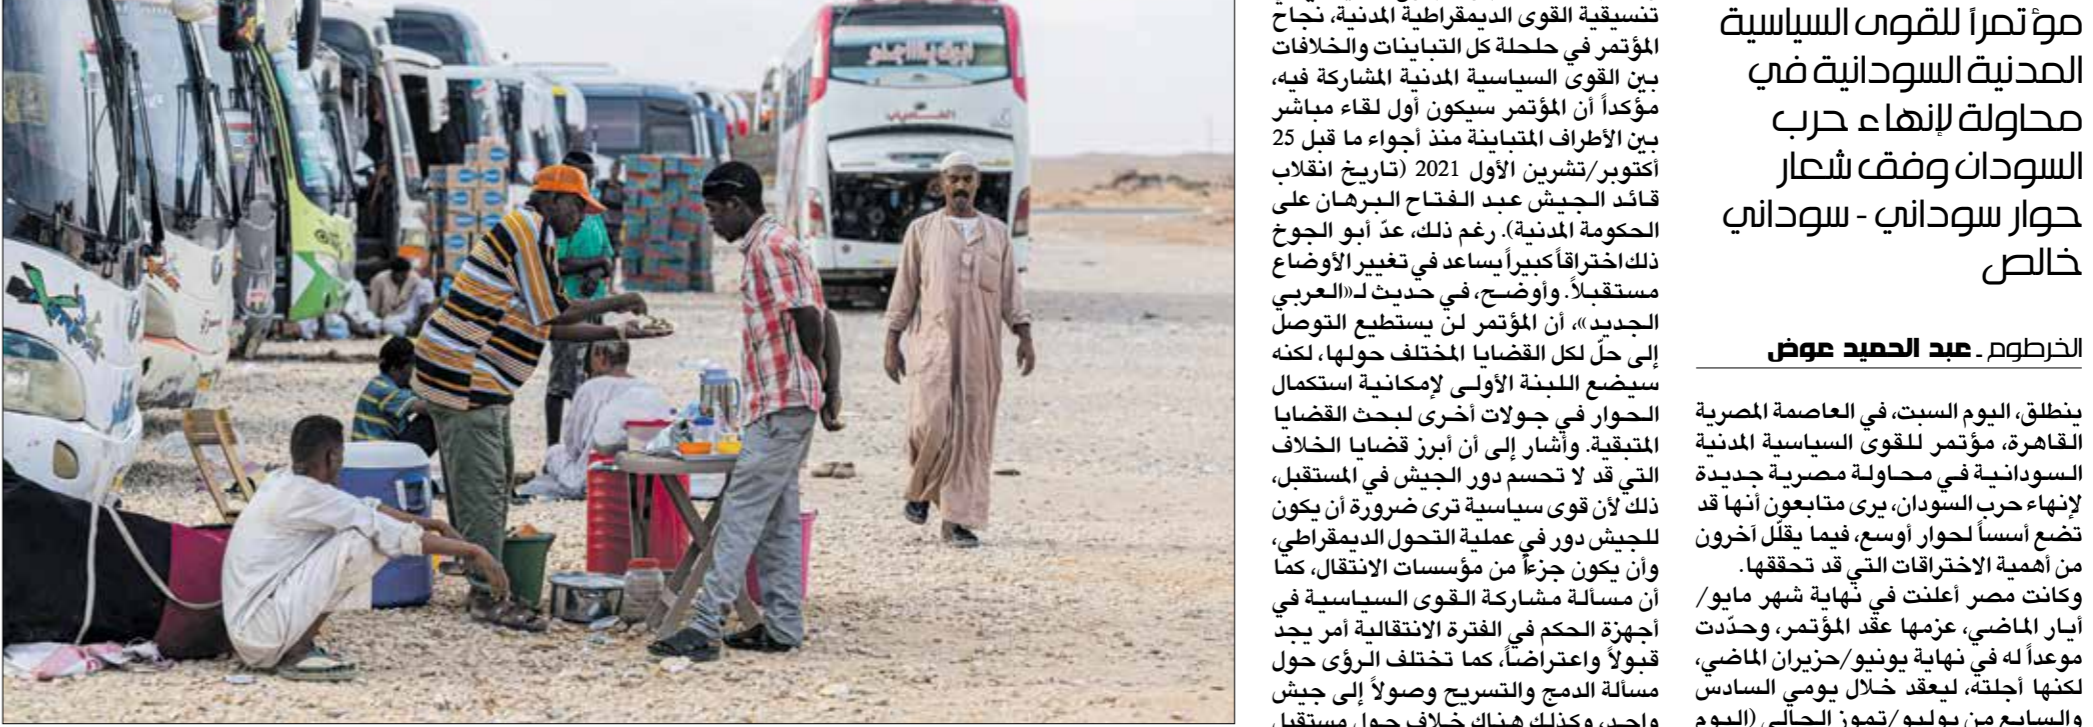 مؤتمراً للقوى السياسية
المدنية السودانية في
محاولة لإنهاء حرب
السودان وفق شعار
حوار سوداني - سوداني
خالص
الخرطوم ـ عبد الحميد عوض
ينطلق، اليوم السبت، في العاصمة المصرية
القاهرة، مؤتمر للقوى السياسية المدنية
السودانية في محاولة مصرية جديدة
لإنهاء حرب السودان، يرى متابعون أنها قد
تضع أسساً لحوار أوسع، فيما يقلّل آخرون
من أهمية الاختراقات التي قد تحققها.
وكانت مصر أعلنت في نهاية شهر مايو/
أيار الماضي، عزمها عقد المؤتمر، وحدّدت
موعداً له في نهاية يونيو/حزيران الماضي،
لكنها أجلته، ليعقد خلال يومي السادس
والسابع من يوليو/تموز الحالي (اليوم
تنسيقية القوى الديمقراطية المدنية، نجاح
المؤتمر في حلحلة كل التباينات والخلافات
بين القوى السياسية المدنية المشاركة فيه،
مؤكداً أن المؤتمر سيكون أول لقاء مباشر
بين الأطراف المتباينة منذ أجواء ما قبل 25
أكتوبر/تشرين الأول 2021 (تاريخ انقلاب
قائد الجيش عبد الفتاح البرهان على
الحكومة المدنية). رغم ذلك، عدّ أبو الجوخ
ذلك اختراقاً كبيراً يساعد في تغيير الأوضاع
مستقبلاً. وأوضح، في حديث لـ«العربي
الجديد»، أن المؤتمر لن يستطيع التوصل
إلى حلّ لكل القضايا المختلف حولها، لكنه
سيضع اللبنة الأولى لإمكانية استكمال
الحوار في جولات أخرى لبحث القضايا
المتبقية. وأشار إلى أن أبرز قضايا الخلاف
التي قد لا تحسم دور الجيش في المستقبل،
ذلك لأن قوى سياسية ترى ضرورة أن يكون
للجيش دور في عملية التحول الديمقراطي،
وأن يكون جزءاً من مؤسسات الانتقال، كما
أن مسألة مشاركة القوى السياسية في
أجهزة الحكم في الفترة الانتقالية أمر يجد
قبولاً واعتراضاً، كما تختلف الرؤى حول
مسألة الدمج والتسريح وصولاً إلى جيش
واحد، وكذلك هناك خلاف حول مستقبل